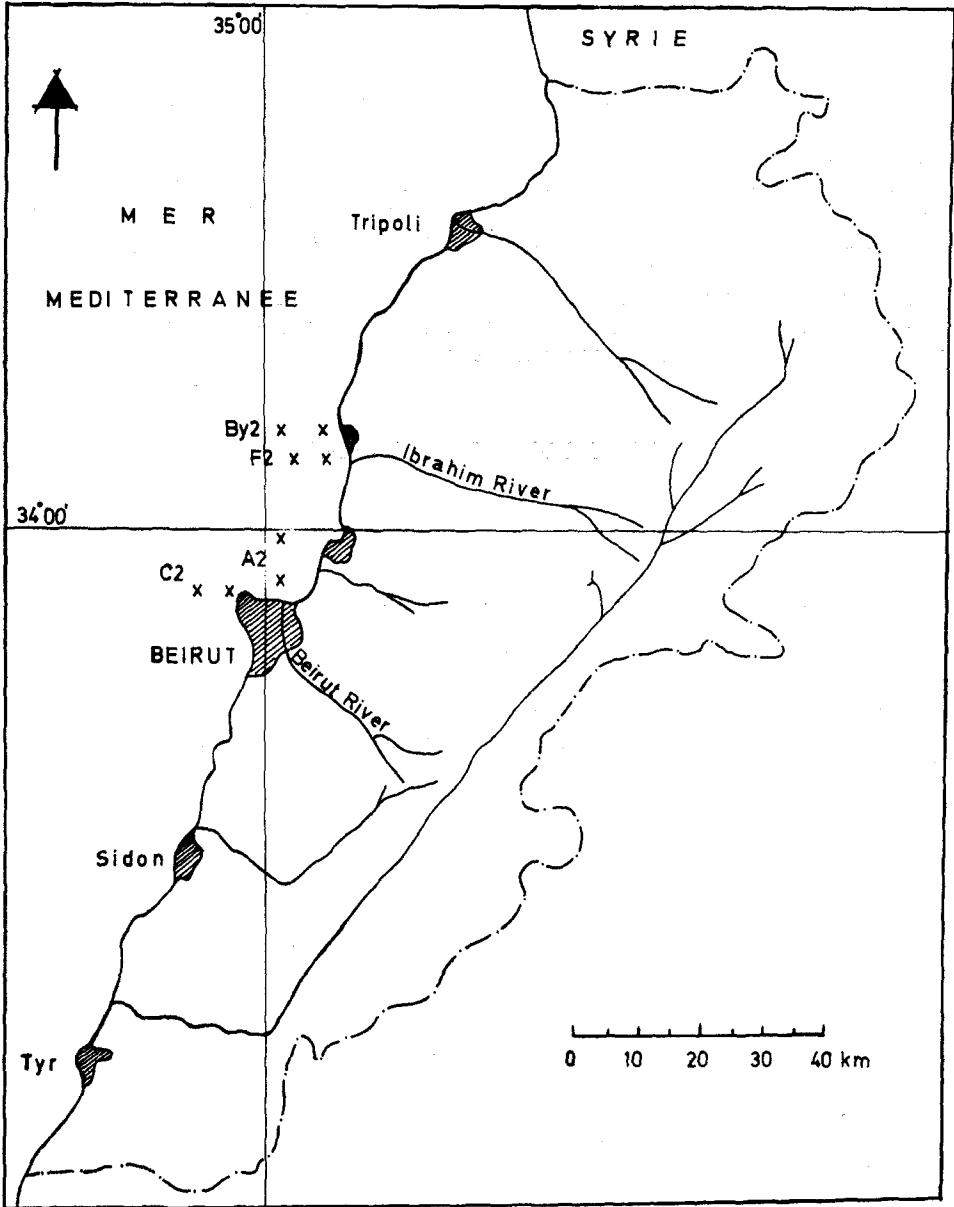 35°00'
SYRIE
MER
MEDITERRANEE
Tripoli
By2 x x
F2 x x
Ibrahim River
34°00'
x
A2
x
C2 x x
BEIRUT
Beirut River
Sidon
Tyr
0 10 20 30 40 km